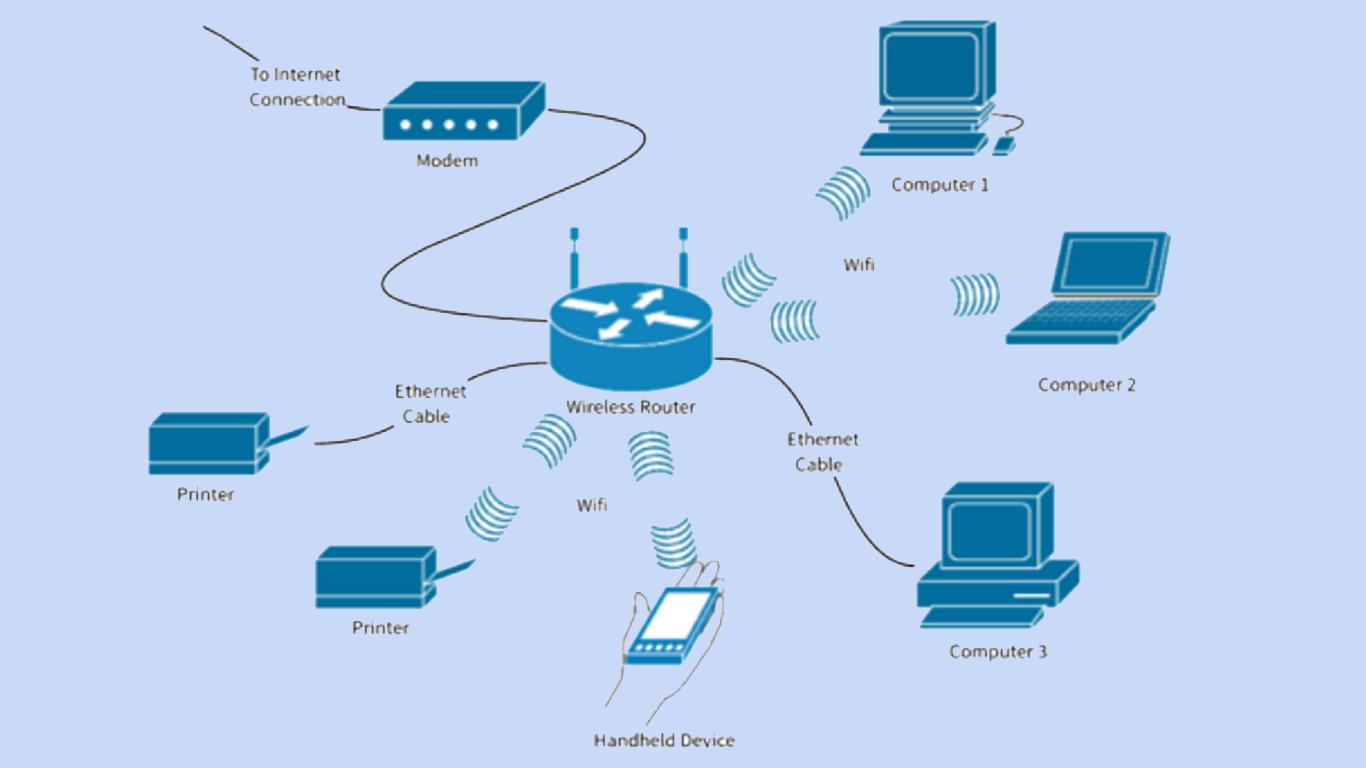 To Internet
Connection
Modem
Computer 1
Wifi
Computer 2
Wireless Router
Ethernet
Cable
Printer
Ethernet
Cable
Wifi
Printer
Computer 3
Handheld Device